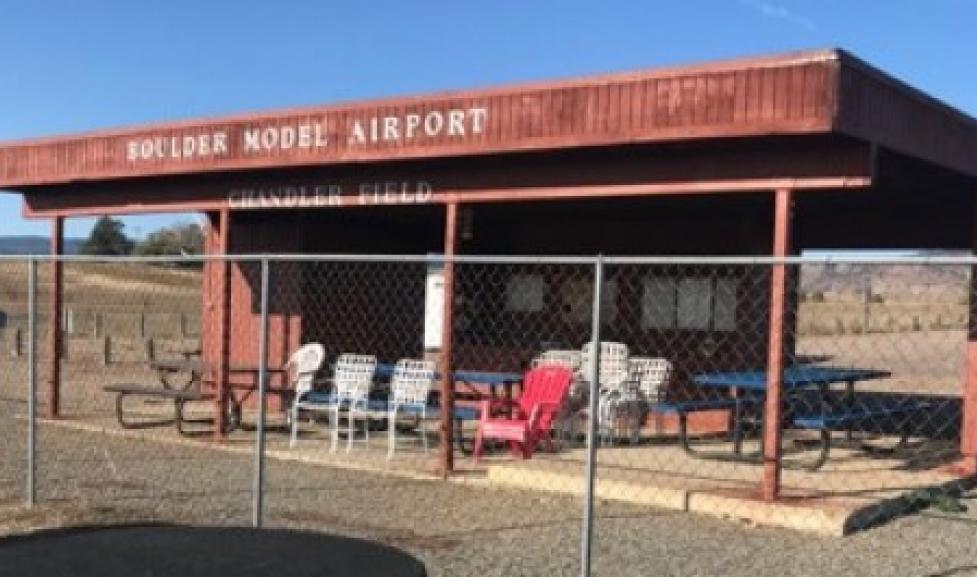 BOULDER MODEL AIRPORT
CHANDLER FIELD